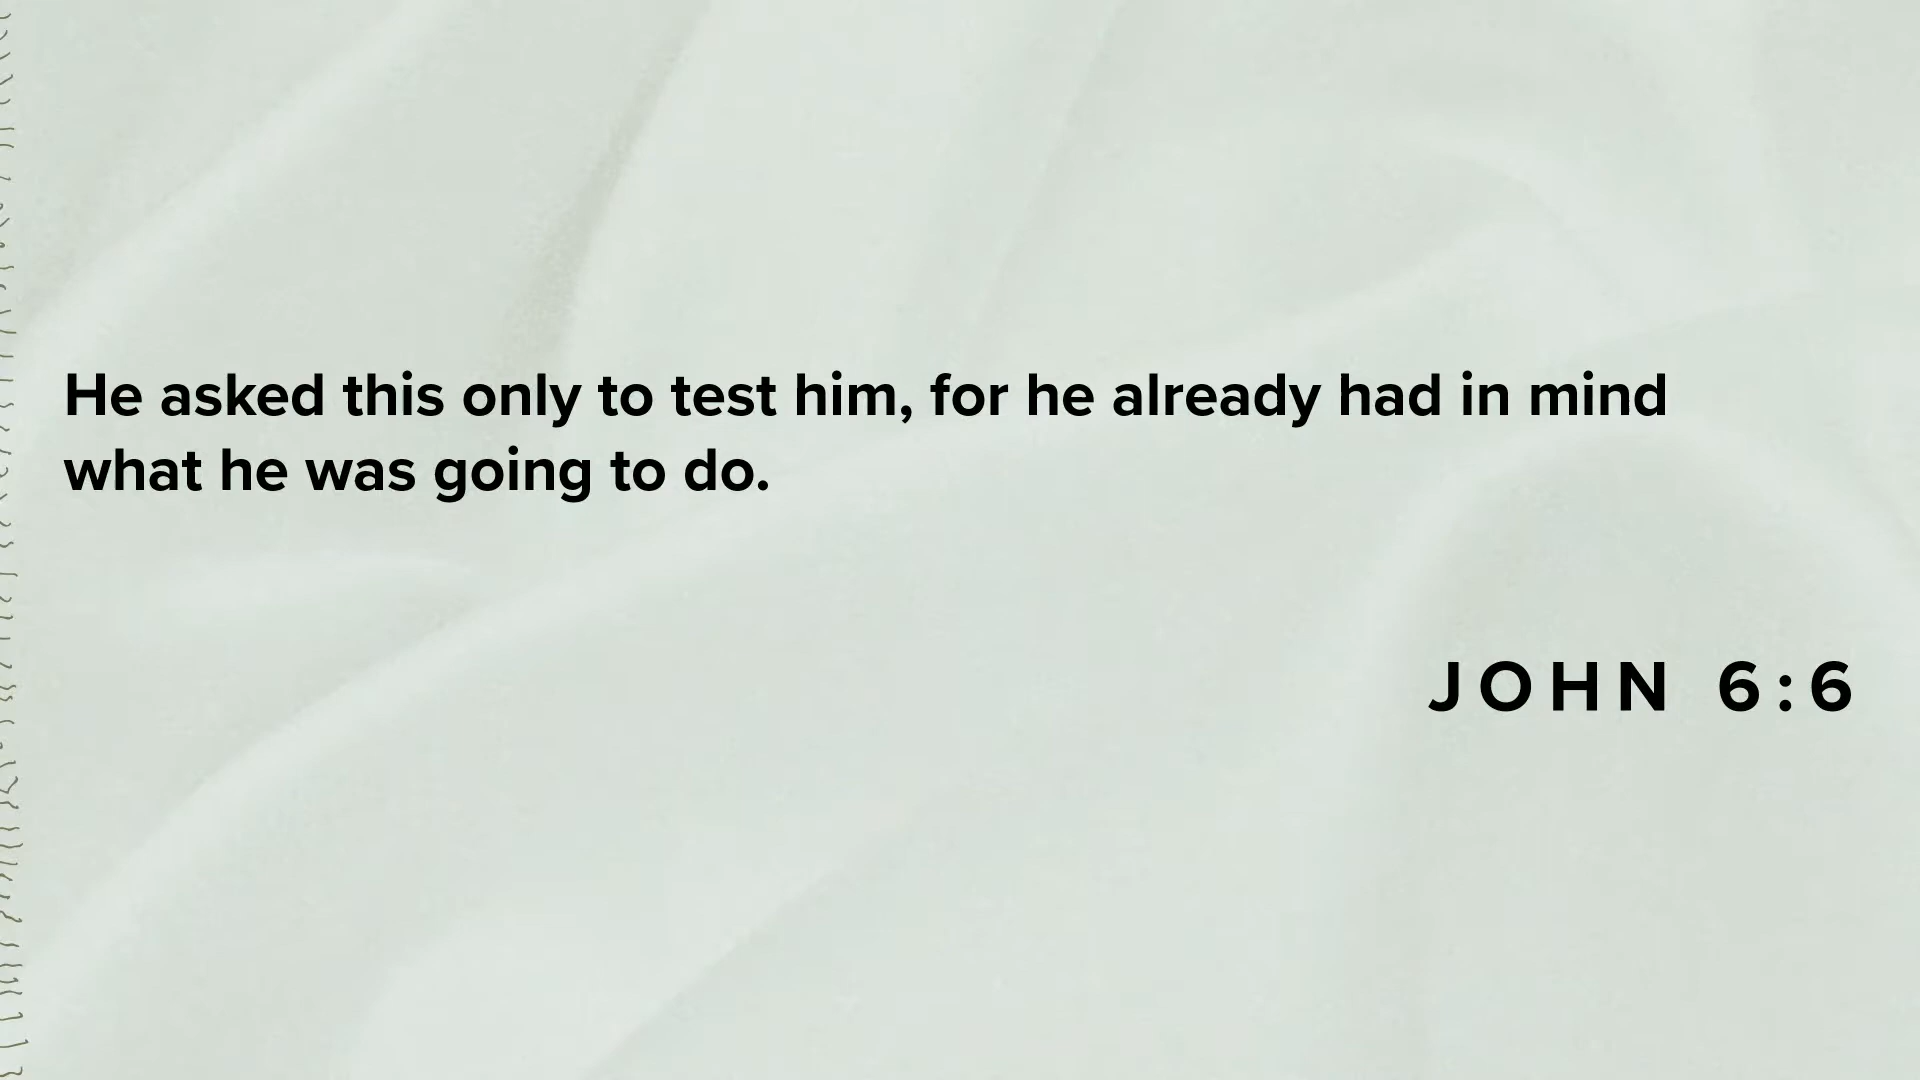 He asked this only to test him, for he already had in mind
what he was going to do.
JOHN 6:6